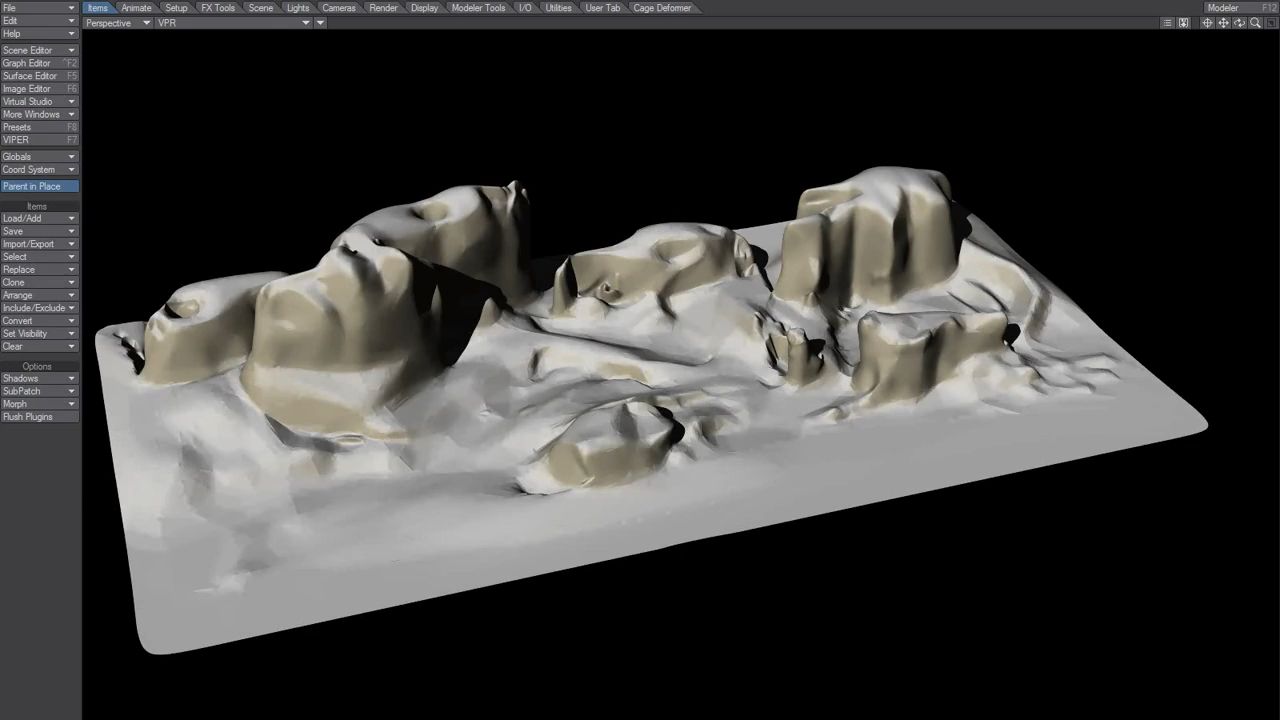 File
Items Animate Setup FX Tools Scene Lights Cameras Render Display Modeler Tools I/O Utilities User Tab Cage Deformer
Modeler F12
Edit
Perspective VPR
Help
Scene Editor
Graph Editor ^F2
Surface Editor F5
Image Editor F6
Virtual Studio
More Windows
Presets F8
VIPER F7
Globals
Coord System
Parent in Place
Items
Load/Add
Save
Import/Export
Select
Replace
Clone
Arrange
Include/Exclude
Convert
Set Visibility
Clear
Options
Shadows
SubPatch
Morph
Flush Plugins